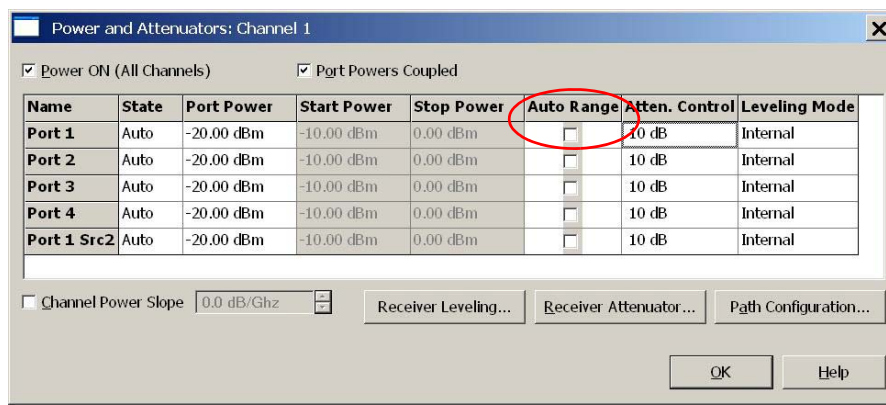 Power and Attenuators: Channel 1
Power ON (All Channels) Port Powers Coupled
Name State Port Power Start Power Stop Power Auto Range Atten. Control Leveling Mode
Port 1 Auto -20.00 dBm -10.00 dBm 0.00 dBm 10 dB Internal
Port 2 Auto -20.00 dBm -10.00 dBm 0.00 dBm 10 dB Internal
Port 3 Auto -20.00 dBm -10.00 dBm 0.00 dBm 10 dB Internal
Port 4 Auto -20.00 dBm -10.00 dBm 0.00 dBm 10 dB Internal
Port 1 Src2 Auto -20.00 dBm -10.00 dBm 0.00 dBm 10 dB Internal
Channel Power Slope 0.0 dB/Ghz Receiver Leveling... Receiver Attenuator... Path Configuration...
OK Help